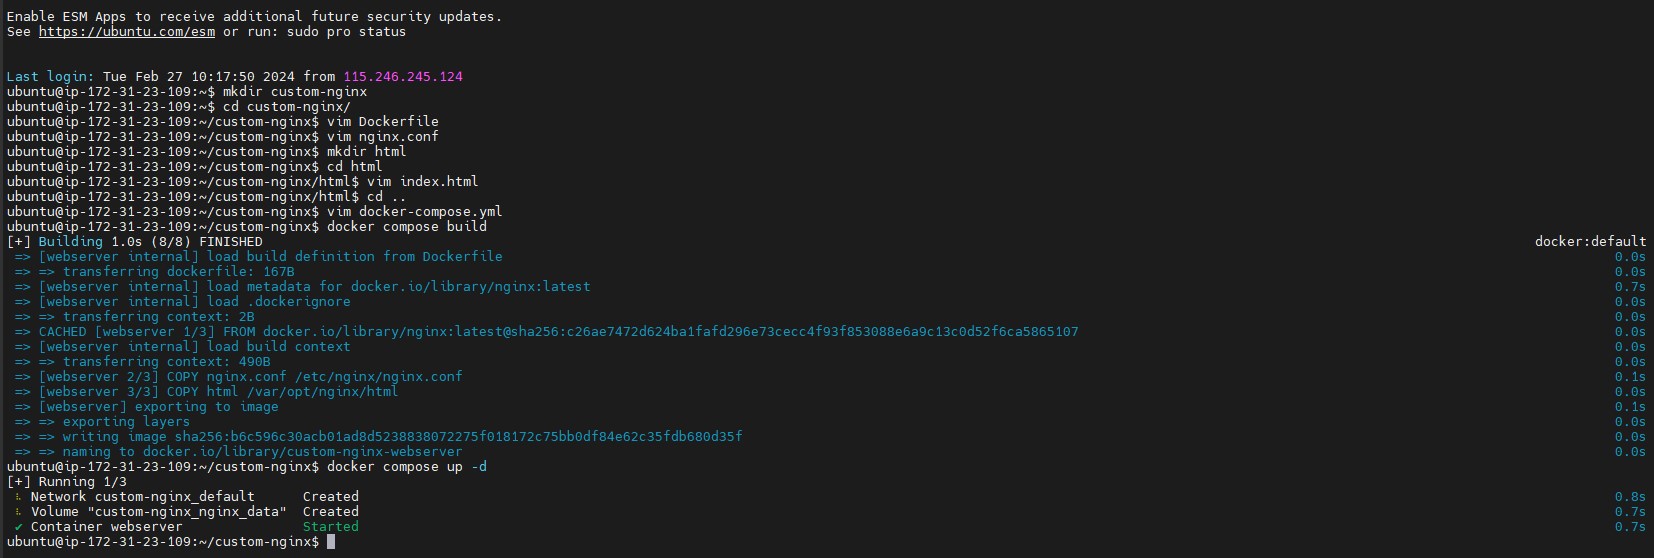 Enable ESM Apps to receive additional future security updates.
See https://ubuntu.com/esm or run: sudo pro status
Last login: Tue Feb 27 10:17:50 2024 from 115.246.245.124
ubuntu@ip-172-31-23-109:~$ mkdir custom-nginx
ubuntu@ip-172-31-23-109:~$ cd custom-nginx/
ubuntu@ip-172-31-23-109:~/custom-nginx$ vim Dockerfile
ubuntu@ip-172-31-23-109:~/custom-nginx$ vim nginx.conf
ubuntu@ip-172-31-23-109:~/custom-nginx$ mkdir html
ubuntu@ip-172-31-23-109:~/custom-nginx$ cd html
ubuntu@ip-172-31-23-109:~/custom-nginx/html$ vim index.html
ubuntu@ip-172-31-23-109:~/custom-nginx/html$ cd ..
ubuntu@ip-172-31-23-109:~/custom-nginx$ vim docker-compose.yml
ubuntu@ip-172-31-23-109:~/custom-nginx$ docker compose build
[+] Building 1.0s (8/8) FINISHED docker:default
=> [webserver internal] load build definition from Dockerfile 0.0s
=> => transferring dockerfile: 167B 0.0s
=> [webserver internal] load metadata for docker.io/library/nginx:latest 0.7s
=> [webserver internal] load .dockerignore 0.0s
=> => transferring context: 2B 0.0s
=> CACHED [webserver 1/3] FROM docker.io/library/nginx:latest@sha256:c26ae7472d624ba1fafd296e73cecc4f93f853088e6a9c13c0d52f6ca5865107 0.0s
=> [webserver internal] load build context 0.0s
=> => transferring context: 490B 0.0s
=> [webserver 2/3] COPY nginx.conf /etc/nginx/nginx.conf 0.1s
=> [webserver 3/3] COPY html /var/opt/nginx/html 0.0s
=> [webserver] exporting to image 0.1s
=> => exporting layers 0.0s
=> => writing image sha256:b6c596c30acb01ad8d5238838072275f018172c75bb0df84e62c35fdb680d35f 0.0s
=> => naming to docker.io/library/custom-nginx-webserver 0.0s
ubuntu@ip-172-31-23-109:~/custom-nginx$ docker compose up -d
[+] Running 1/3
⠧ Network custom-nginx_default Created 0.8s
⠧ Volume "custom-nginx_nginx_data" Created 0.7s
✔ Container webserver Started 0.7s
ubuntu@ip-172-31-23-109:~/custom-nginx$